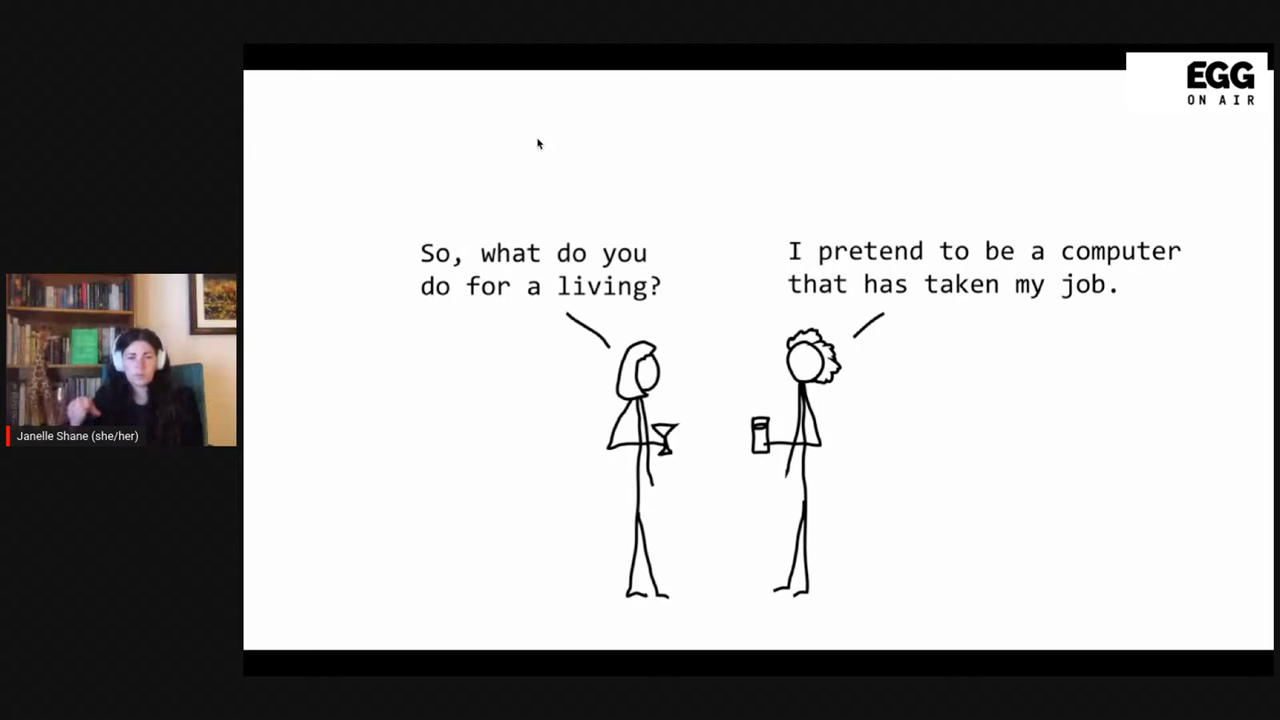 EGG
ON AIR
So, what do you
do for a living?
I pretend to be a computer
that has taken my job.
Janelle Shane (she/her)